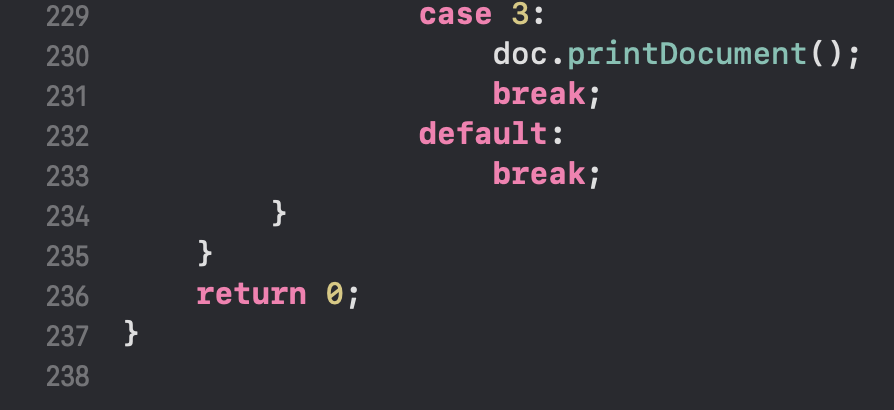 229 case 3:
230 doc.printDocument();
231 break;
232 default:
233 break;
234 }
235 }
236 return 0;
237 }
238